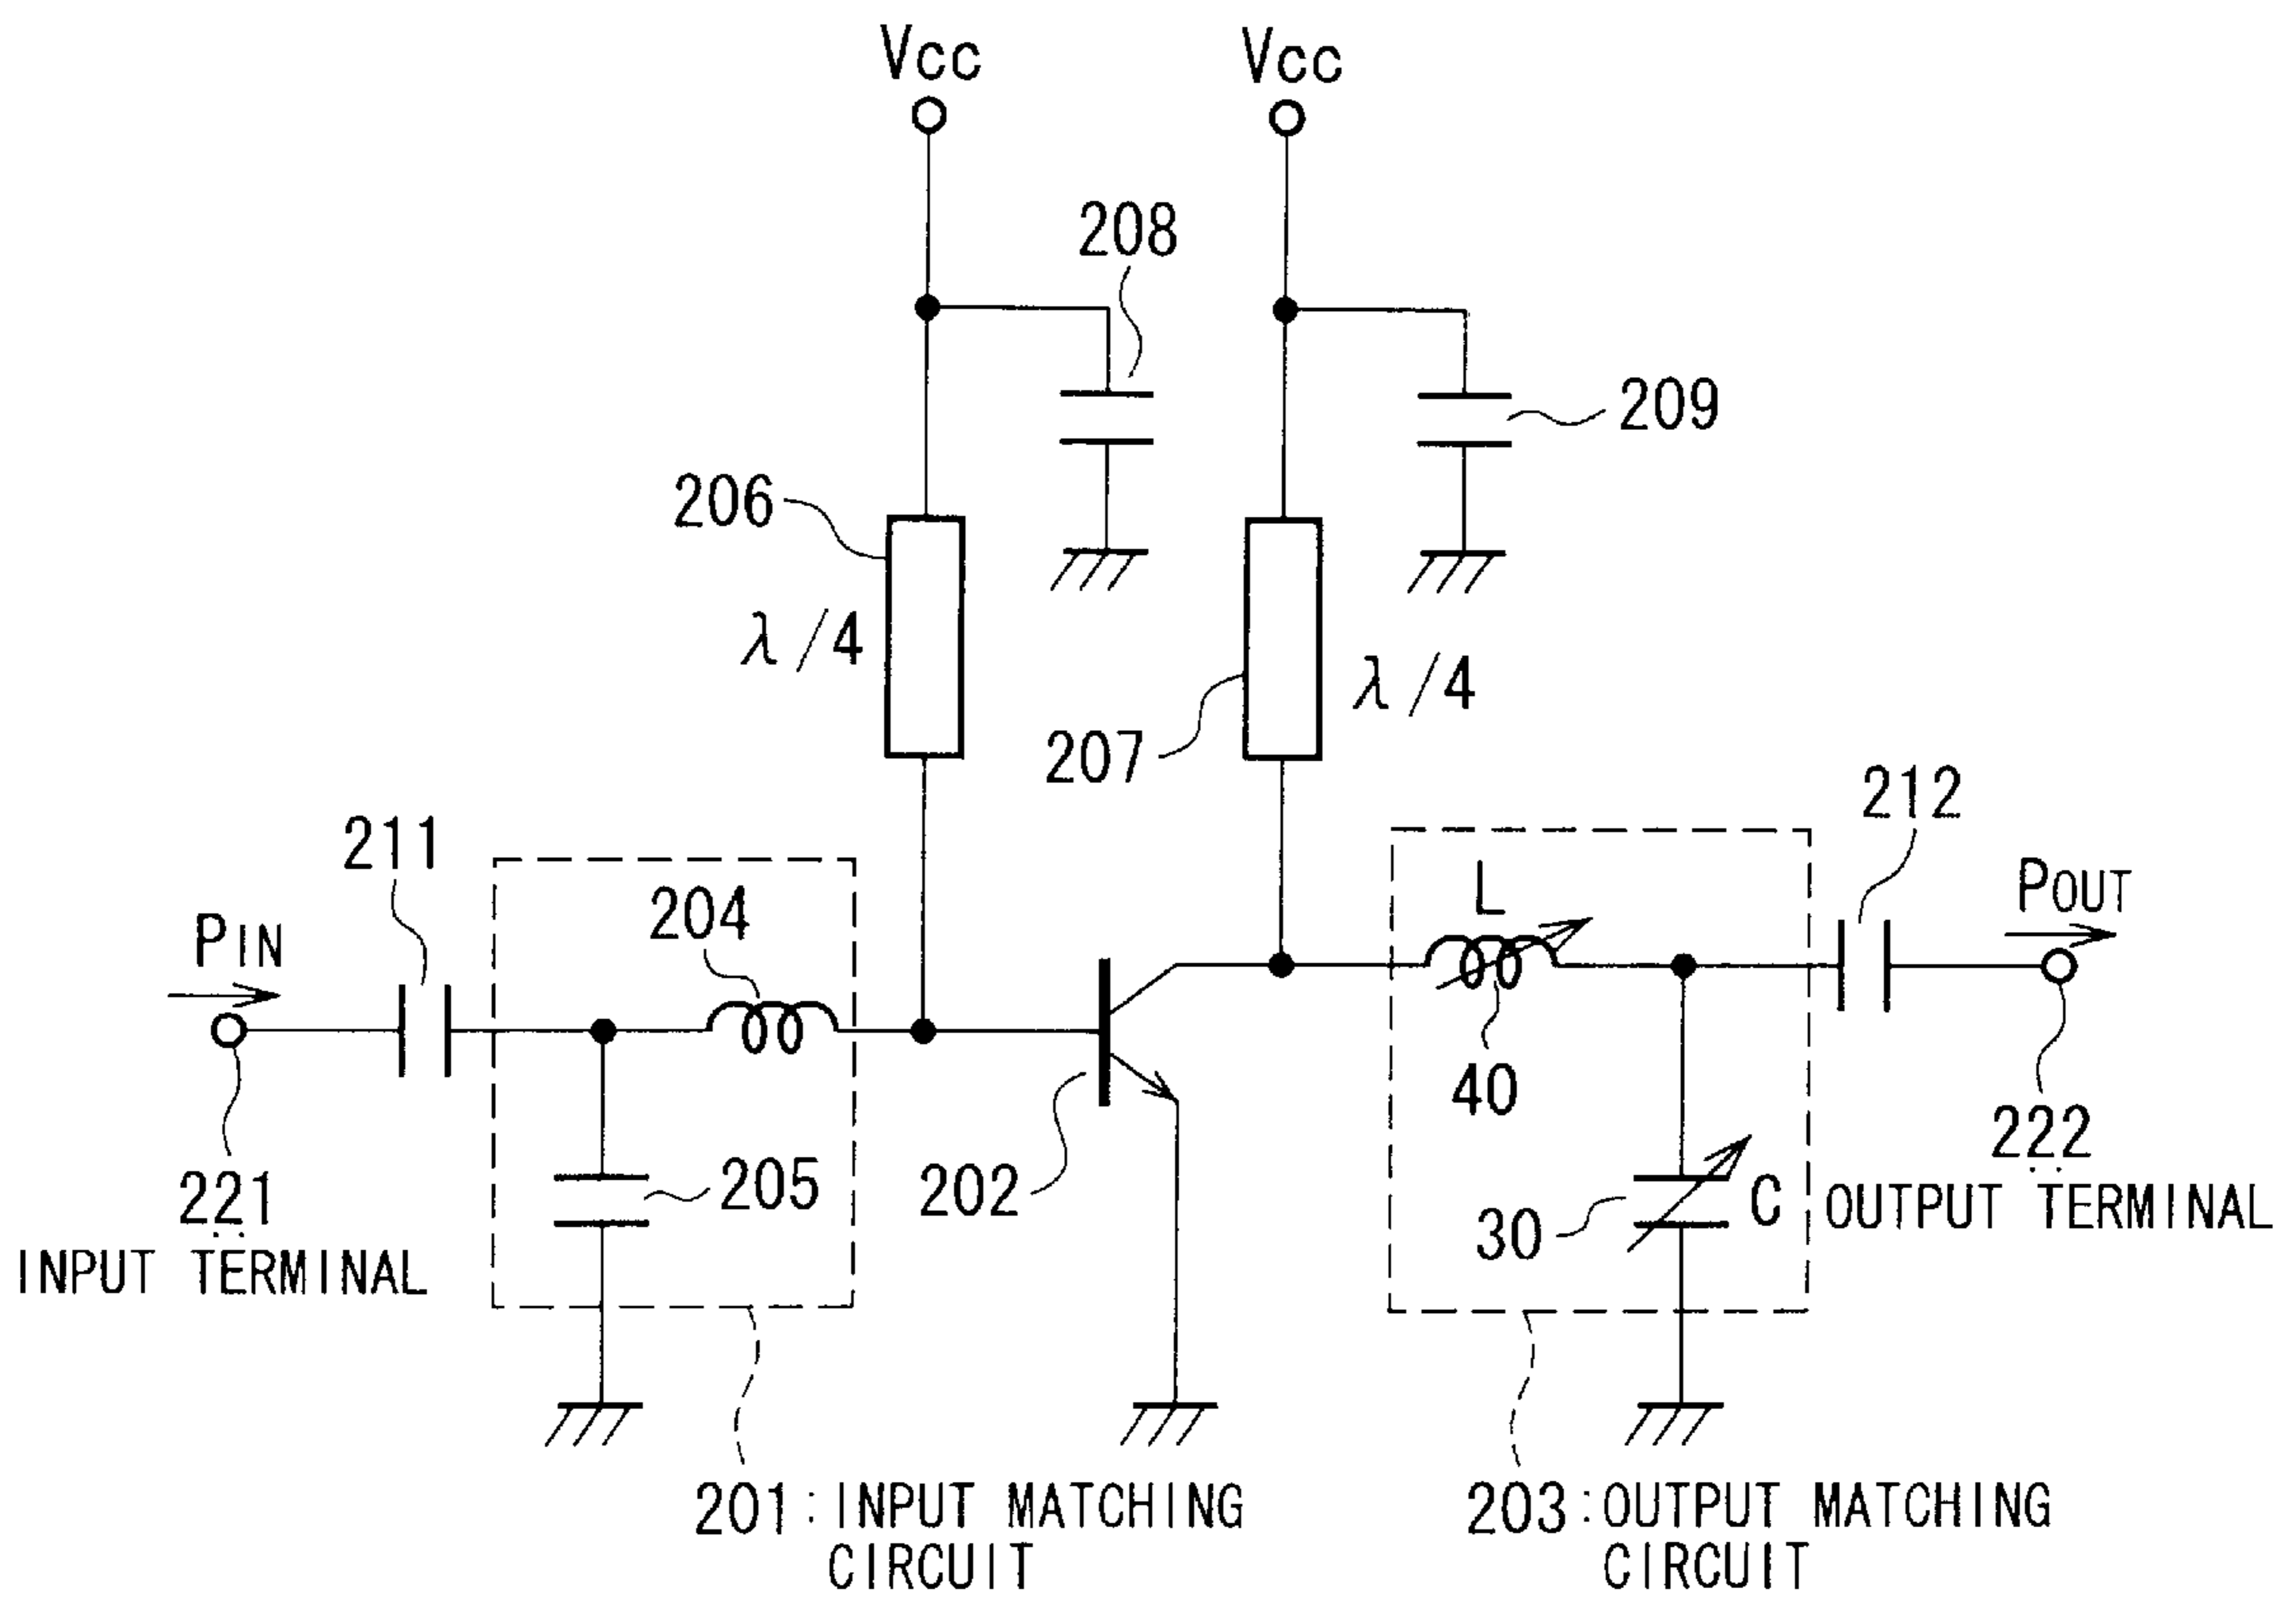 Vcc
Vcc
208
209
206
λ/4
λ/4
207
212
211
L
POUT
204
PIN
40
222
OUTPUT TERMINAL
205
202
30
C
221
INPUT TERMINAL
201:INPUT MATCHING
CIRCUIT
203:OUTPUT MATCHING
CIRCUIT